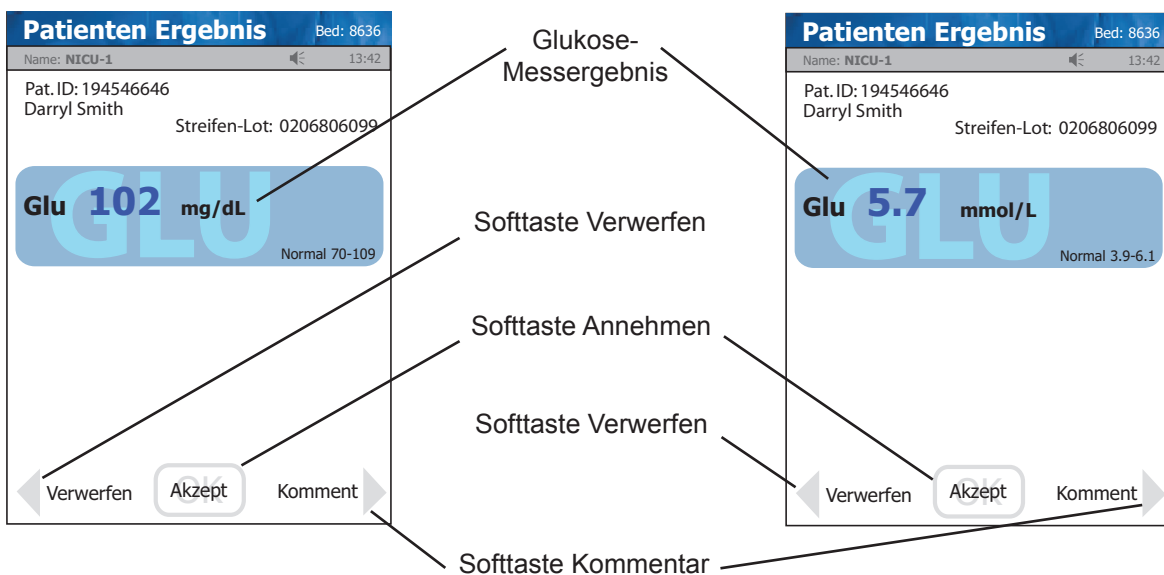 Patienten Ergebnis Bed: 8636
Name: NICU-1 13:42
Pat. ID: 194546646
Darryl Smith
Streifen-Lot: 0206806099
GLU
Glu 102 mg/dL
Normal 70-109
OK
Verwerfen Akzept Komment
Glukose-
Messergebnis
Softtaste Verwerfen
Softtaste Annehmen
Softtaste Verwerfen
Softtaste Kommentar
Patienten Ergebnis Bed: 8636
Name: NICU-1 13:42
Pat. ID: 194546646
Darryl Smith
Streifen-Lot: 0206806099
GLU
Glu 5.7 mmol/L
Normal 3.9-6.1
OK
Verwerfen Akzept Komment